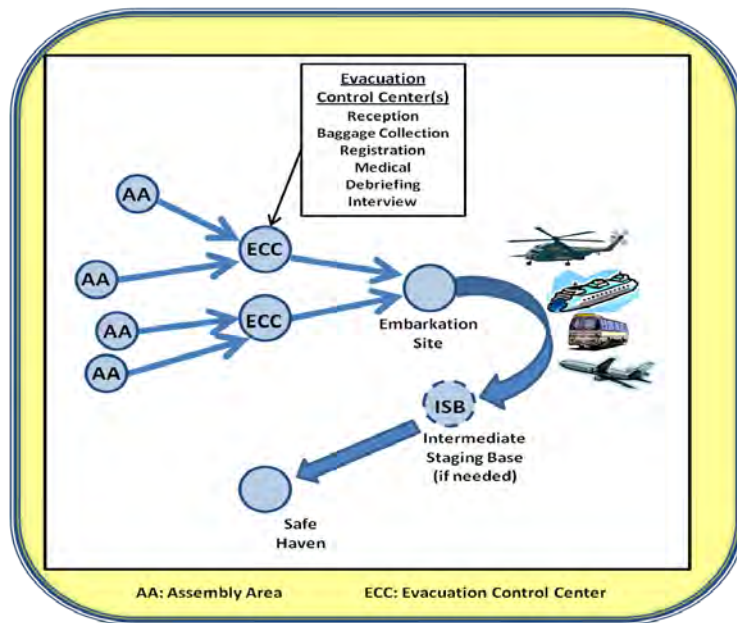 Evacuation
Control Center(s)
Reception
Baggage Collection
Registration
Medical
Debriefing
Interview
AA
ECC
AA
AA
ECC
AA
Embarkation
Site
ISB
Intermediate
Staging Base
(if needed)
Safe
Haven
AA: Assembly Area ECC: Evacuation Control Center